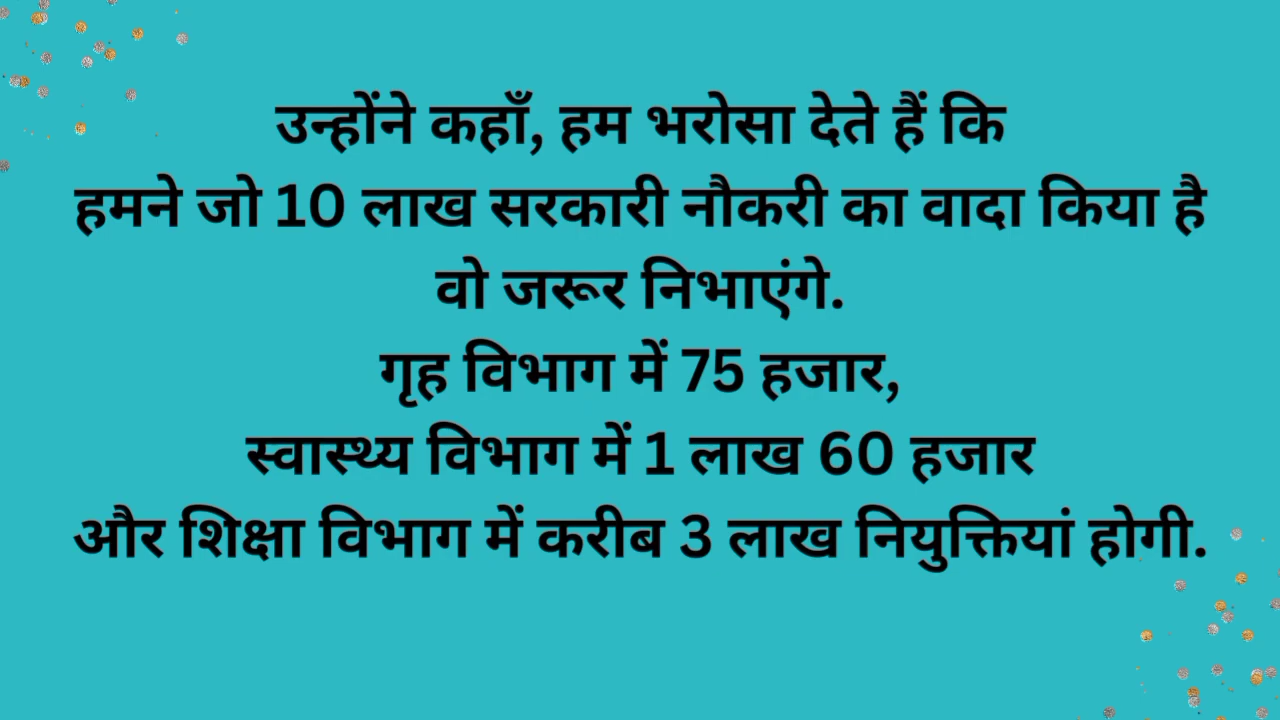 उन्होंने कहाँ, हम भरोसा देते हैं कि
हमने जो 10 लाख सरकारी नौकरी का वादा किया है
वो जरूर निभाएंगे.
गृह विभाग में 75 हजार,
स्वास्थ्य विभाग में 1 लाख 60 हजार
और शिक्षा विभाग में करीब 3 लाख नियुक्तियां होगी.